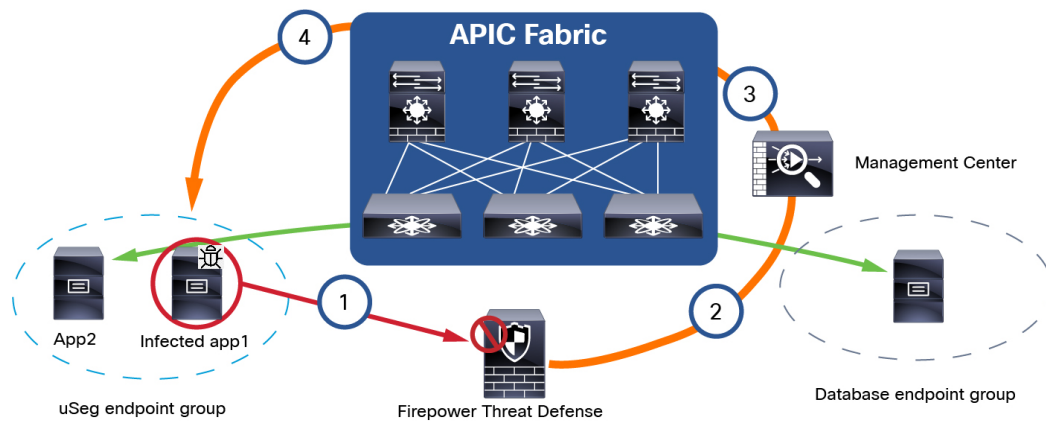 4
APIC Fabric
3
Management Center
App2
Infected app1
1
2
uSeg endpoint group
Firepower Threat Defense
Database endpoint group